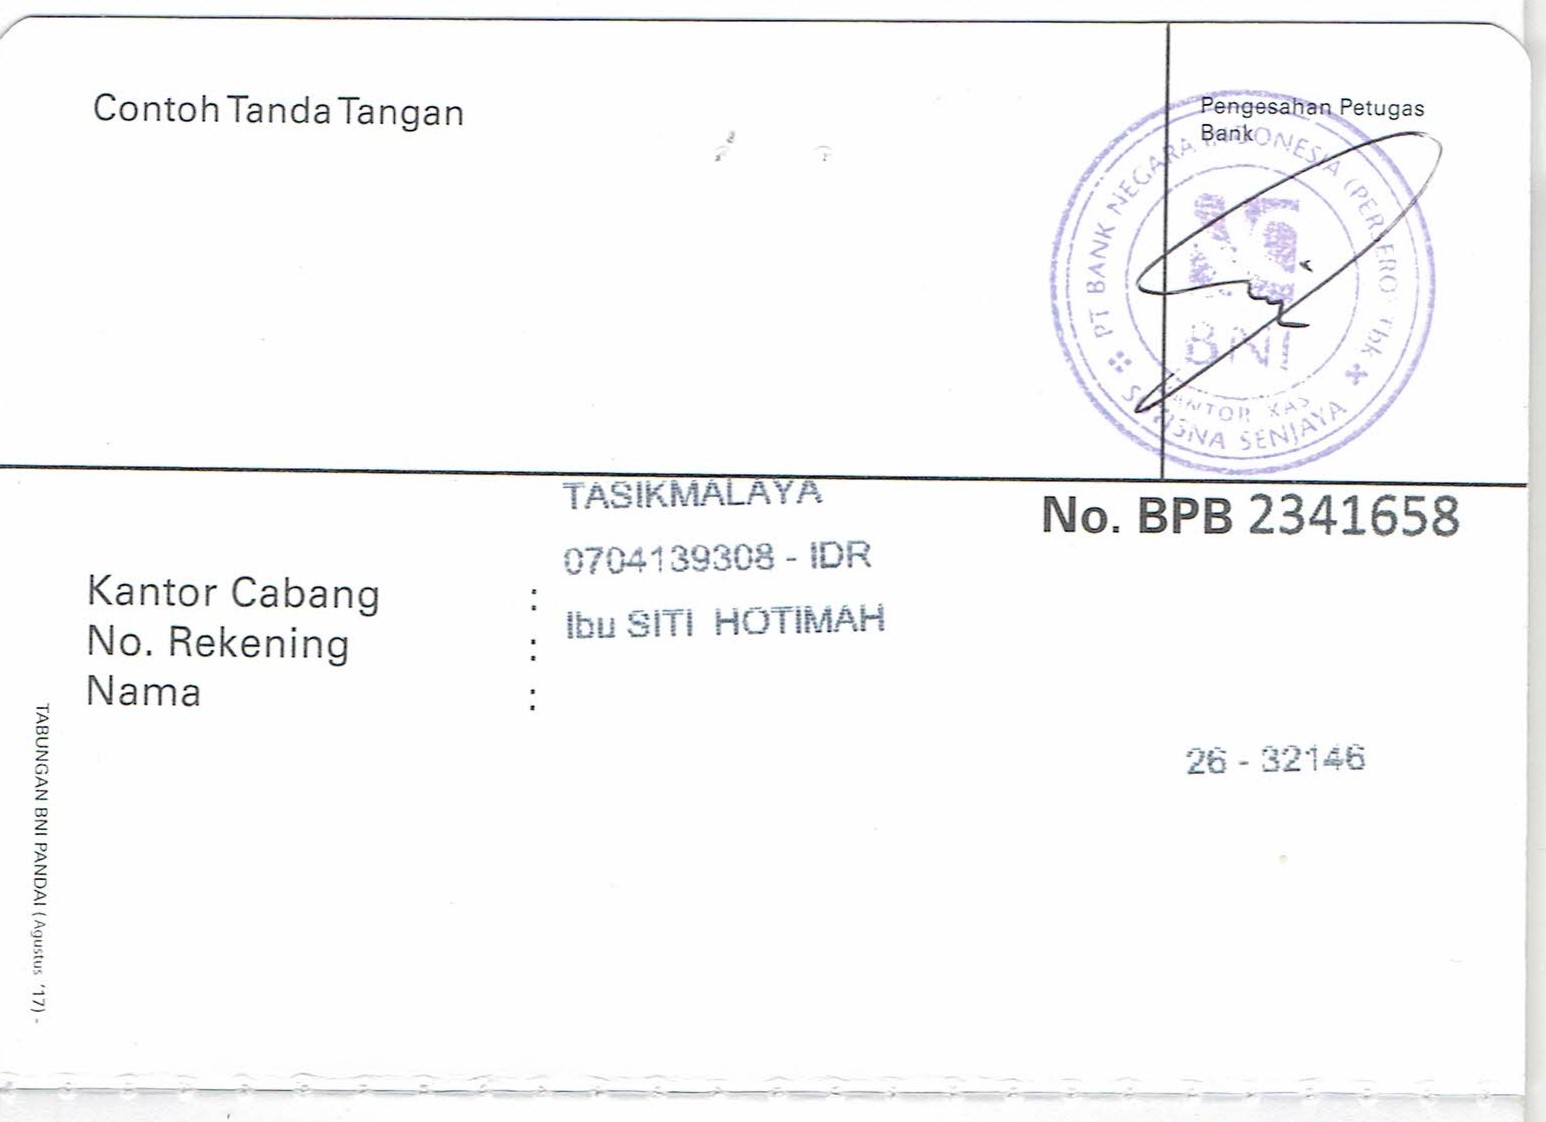 Contoh Tanda Tangan
Pengesahan Petugas
Bank
PT BANK NEGARA INDONESIA (PERSERO) Tbk
BNI
KANTOR KAS
SENJAYA
TASIKMALAYA
No. BPB 2341658
0704139308 - IDR
Kantor Cabang :
Ibu SITI HOTIMAH
No. Rekening :
Nama :
26 - 32146
TABUNGAN BNI PANDAI (Agustus '17) -